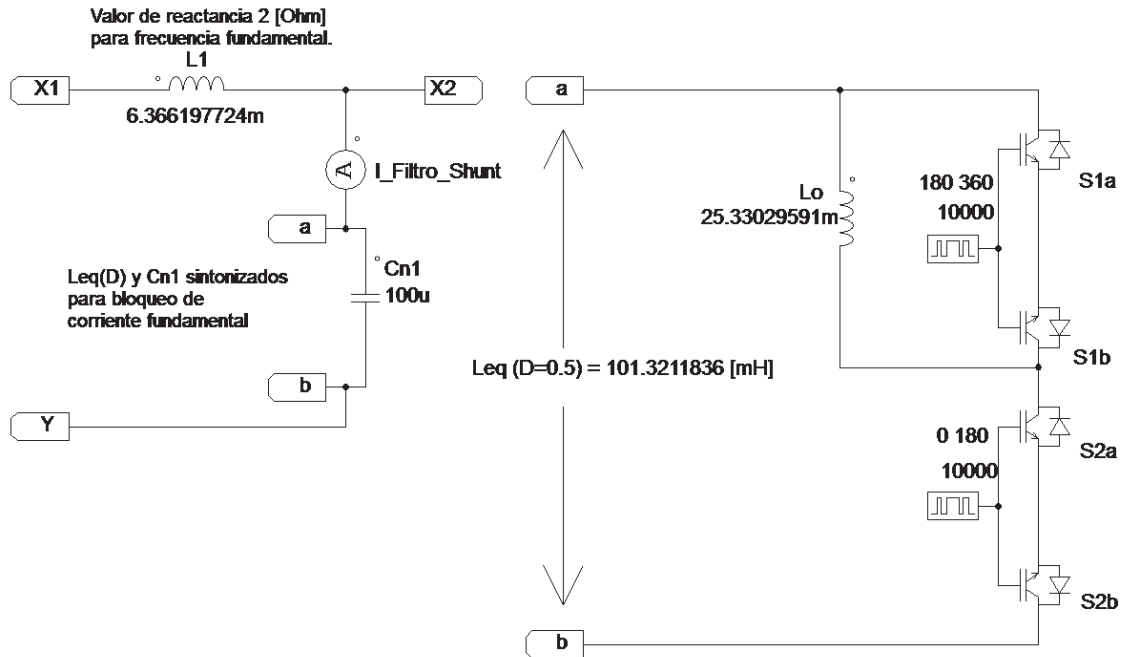 Valor de reactancia 2 [Ohm]
para frecuencia fundamental.
L1
X1
X2
6.366197724m
A
I_Filtro_Shunt
a
Cn1
100u
Leq(D) y Cn1 sintonizados
para bloqueo de
corriente fundamental
b
Y
a
Lo
25.33029591m
180 360
10000
S1a
S1b
Leq (D=0.5) = 101.3211836 [mH]
0 180
10000
S2a
S2b
b